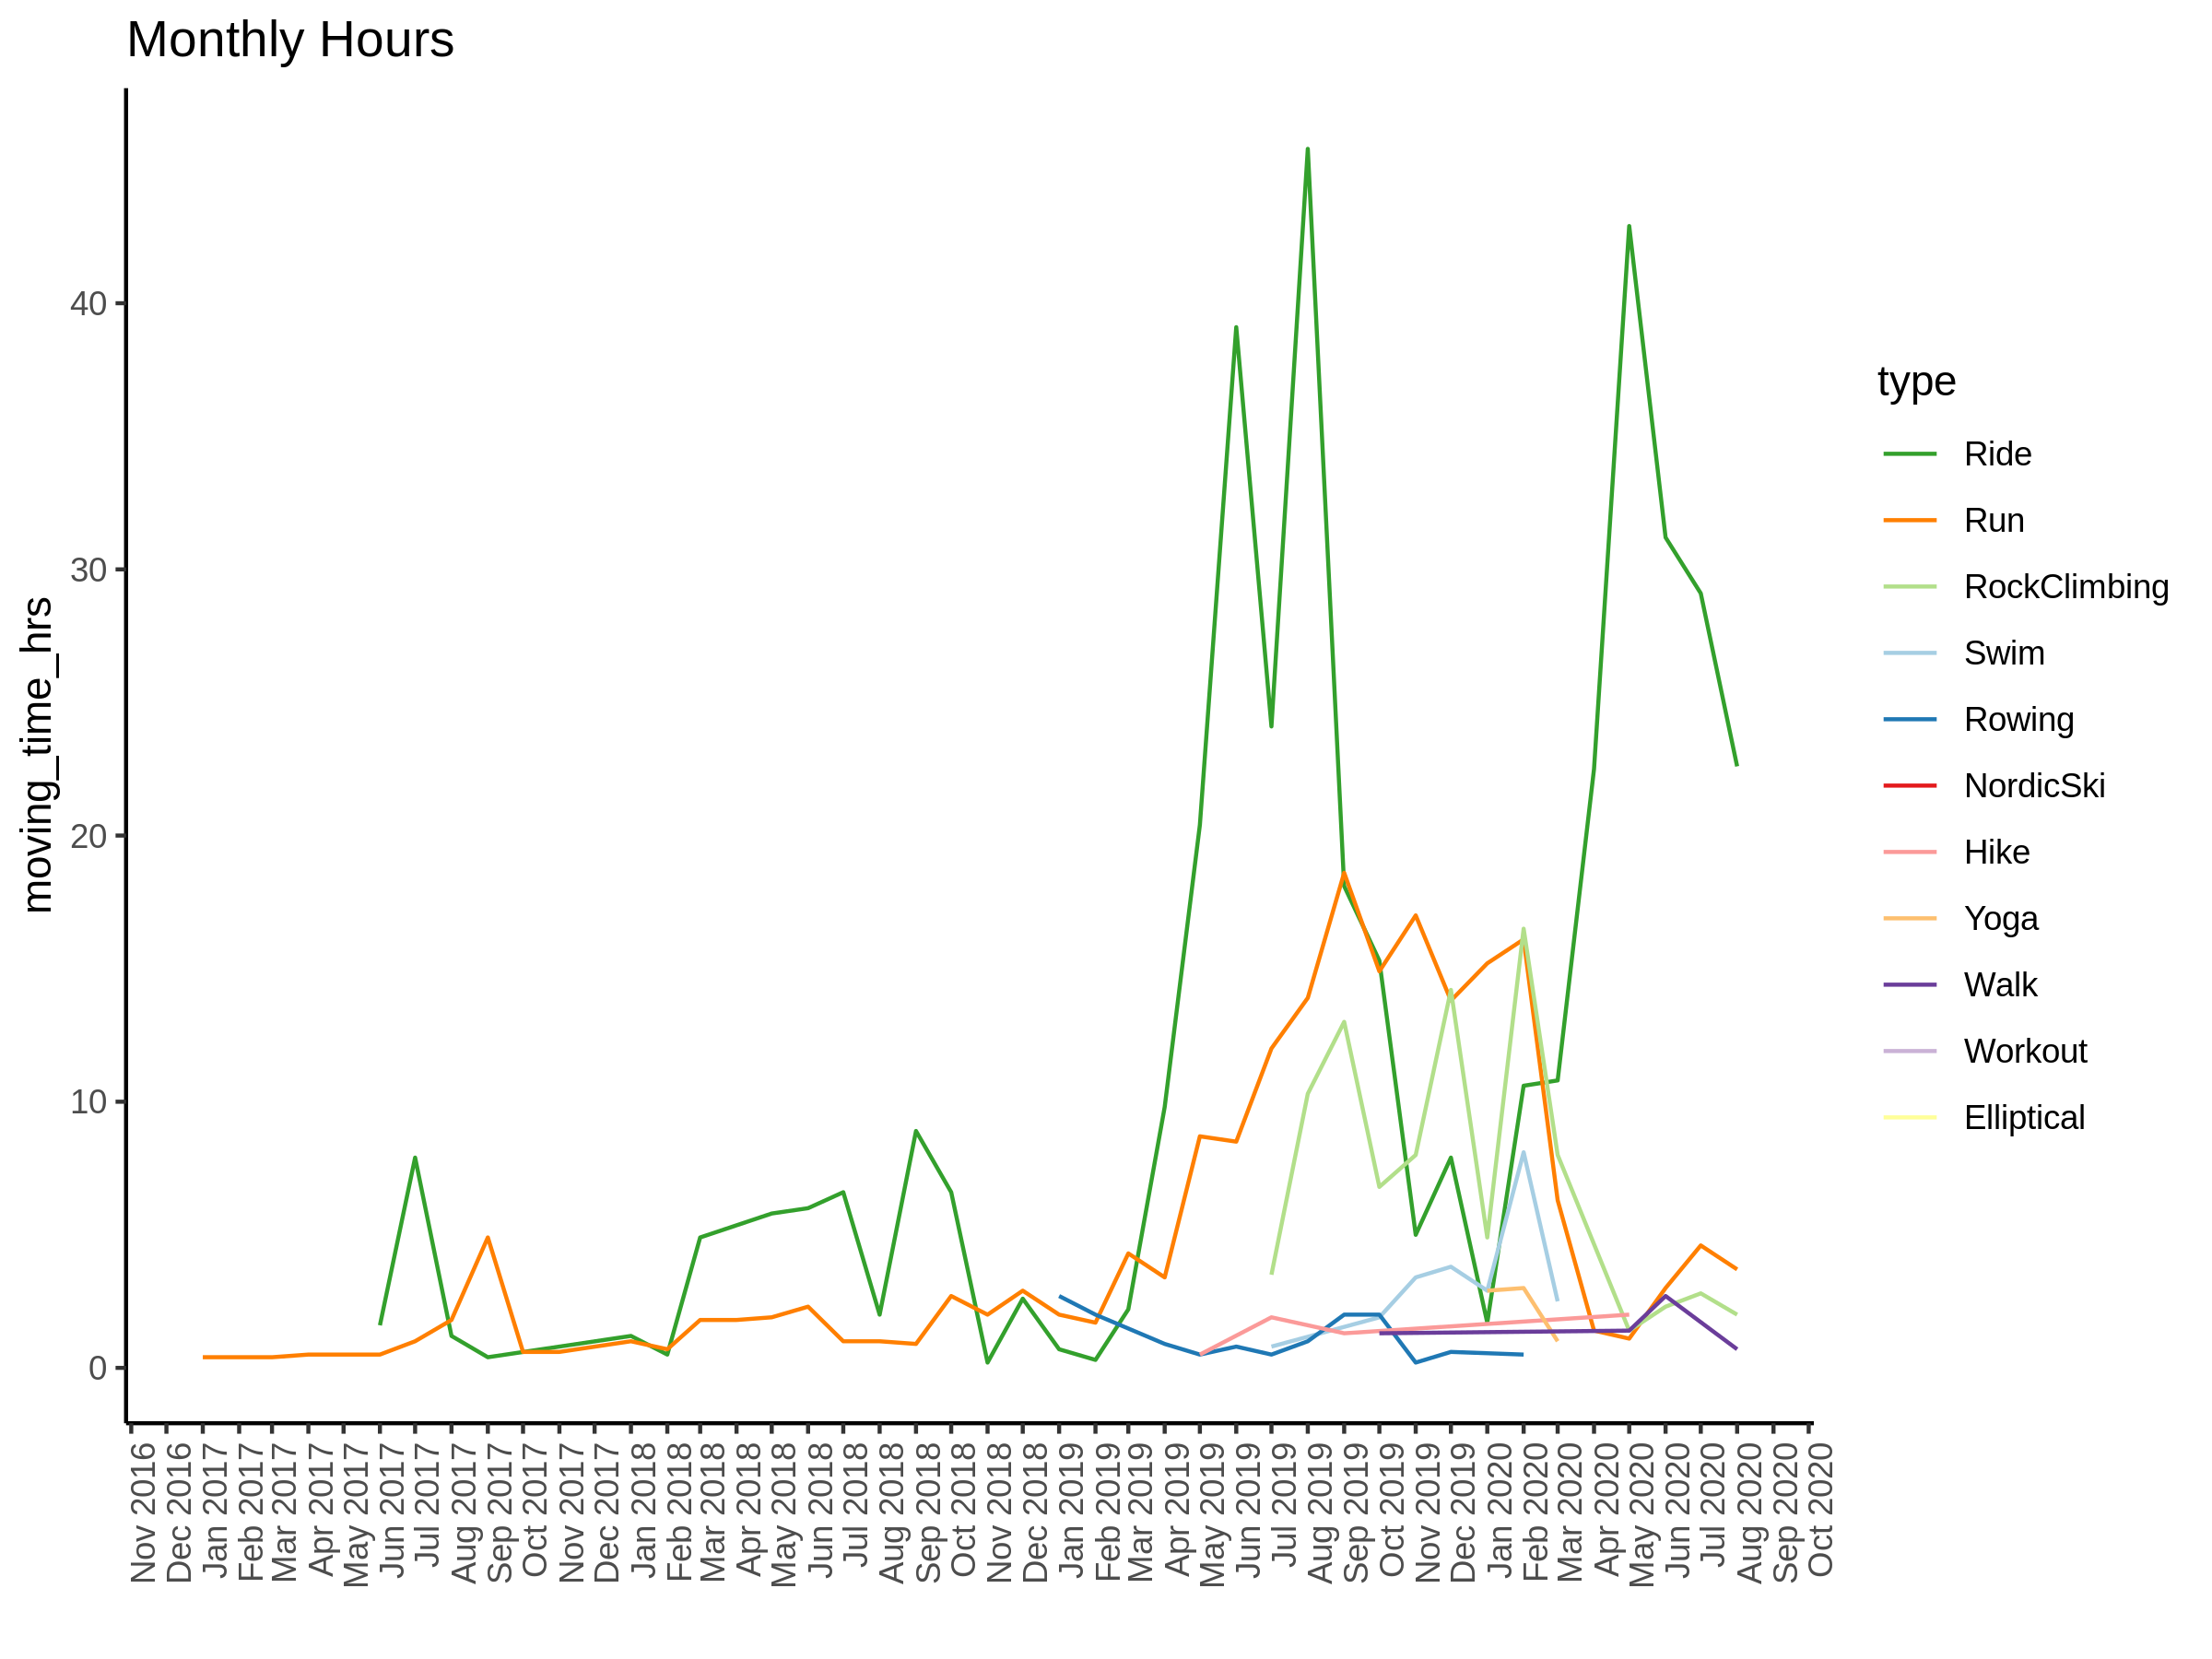 Monthly Hours
moving_time_hrs
40
30
20
10
0
Nov 2016
Dec 2016
Jan 2017
Feb 2017
Mar 2017
Apr 2017
May 2017
Jun 2017
Jul 2017
Aug 2017
Sep 2017
Oct 2017
Nov 2017
Dec 2017
Jan 2018
Feb 2018
Mar 2018
Apr 2018
May 2018
Jun 2018
Jul 2018
Aug 2018
Sep 2018
Oct 2018
Nov 2018
Dec 2018
Jan 2019
Feb 2019
Mar 2019
Apr 2019
May 2019
Jun 2019
Jul 2019
Aug 2019
Sep 2019
Oct 2019
Nov 2019
Dec 2019
Jan 2020
Feb 2020
Mar 2020
Apr 2020
May 2020
Jun 2020
Jul 2020
Aug 2020
Sep 2020
Oct 2020
type
Ride
Run
RockClimbing
Swim
Rowing
NordicSki
Hike
Yoga
Walk
Workout
Elliptical